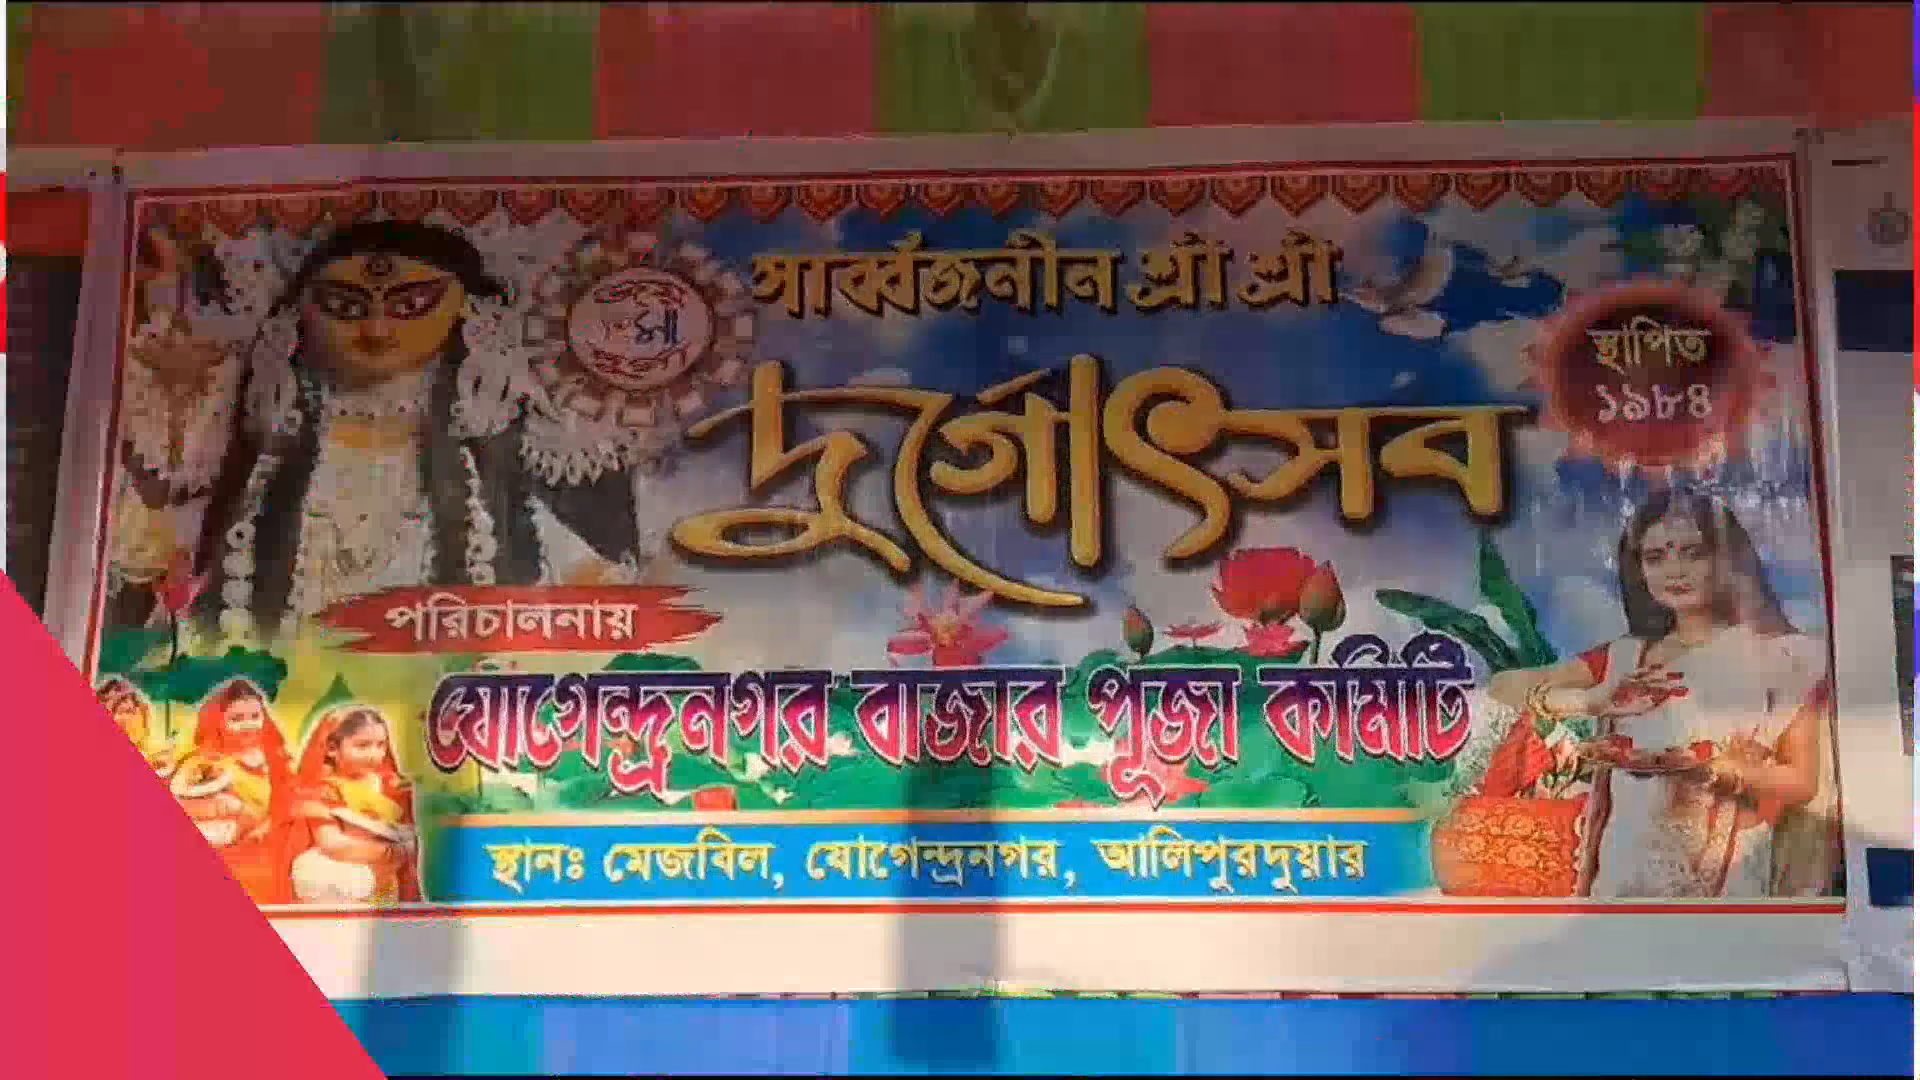 সার্ব্বজনীন শ্রী শ্রী
দুর্গোৎসব
স্থাপিত
১৯৮৪
পরিচালনায়
যোগেন্দ্রনগর বাজার পূজা কমিটি
স্থানঃ মেজবিল, যোগেন্দ্রনগর, আলিপুরদুয়ার